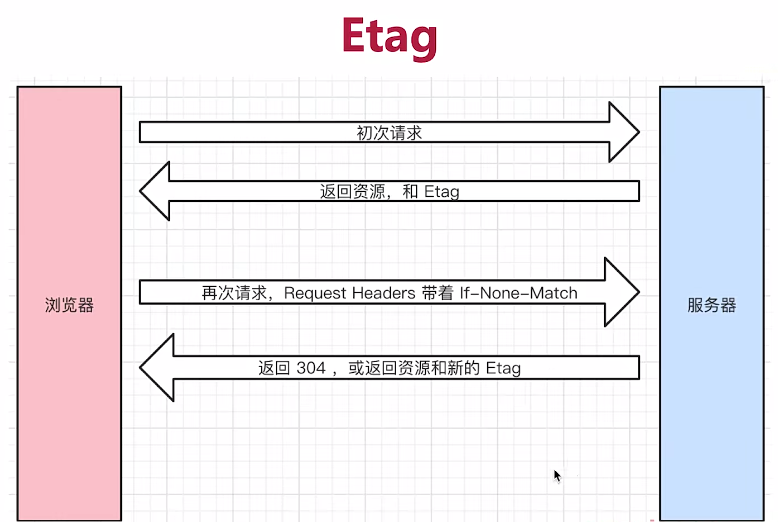 Etag
初次请求
返回资源，和 Etag
再次请求，Request Headers 带着 If-None-Match
浏览器
服务器
返回 304 ，或返回资源和新的 Etag